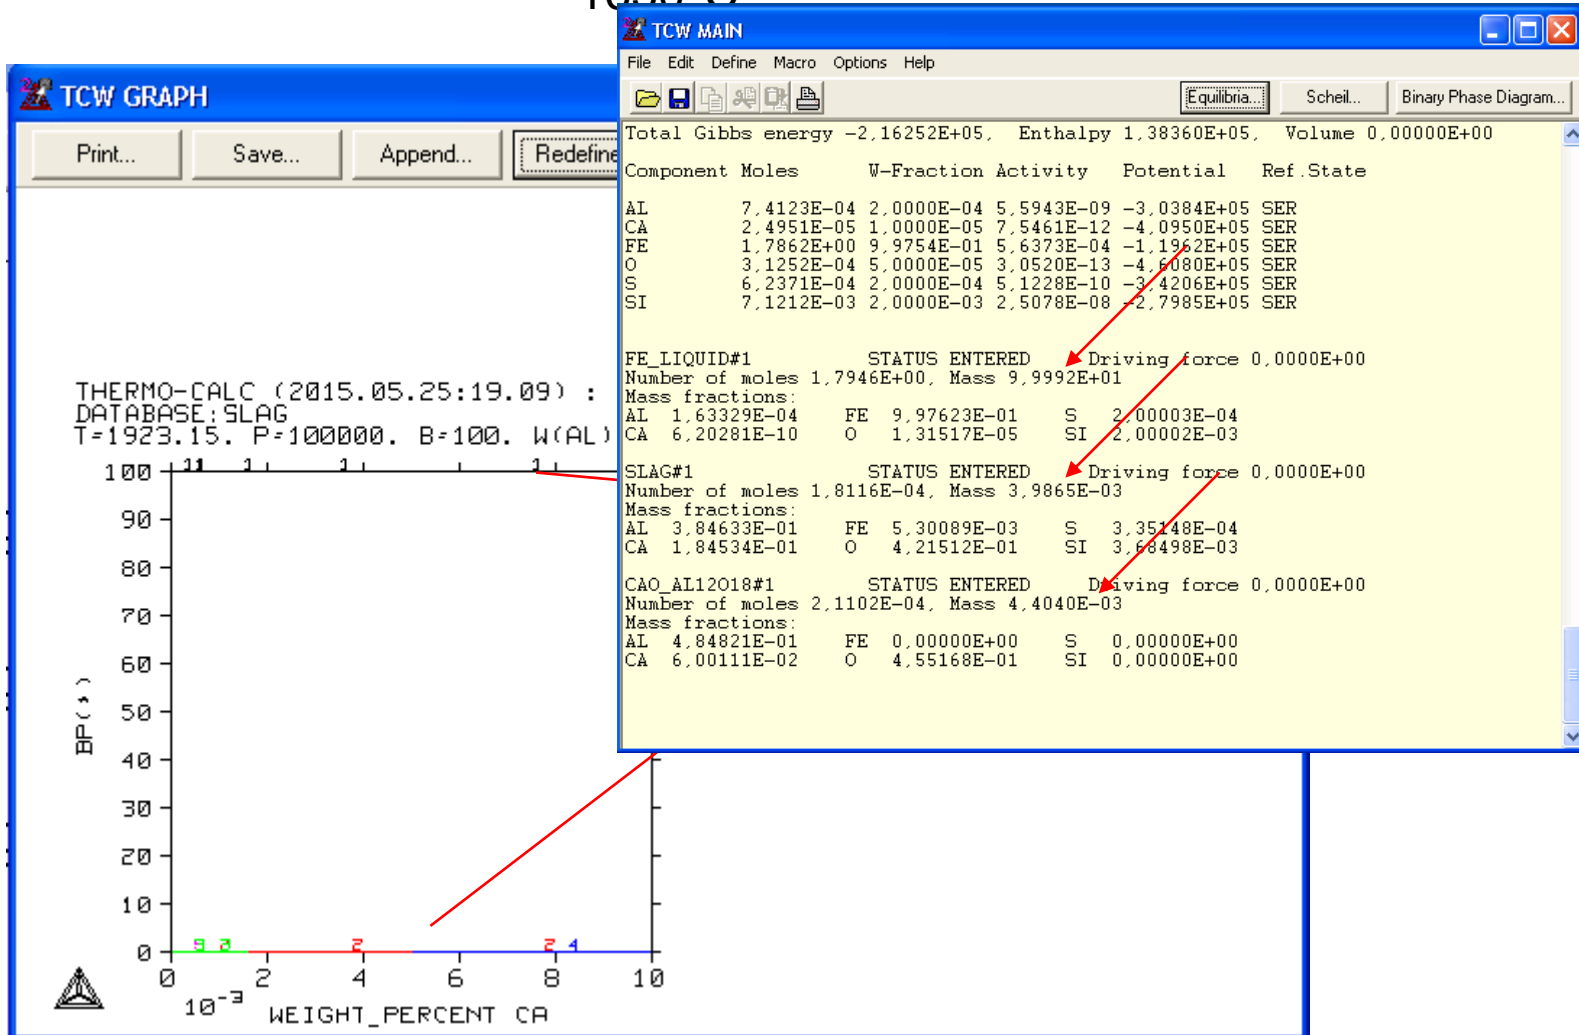 TCW MAIN
File Edit Define Macro Options Help
Equilibria... Scheil... Binary Phase Diagram...
Total Gibbs energy -2,16252E+05, Enthalpy 1,38360E+05, Volume 0,00000E+00
Component Moles W-Fraction Activity Potential Ref.State
AL 7,4123E-04 2,0000E-04 5,5943E-09 -3,0384E+05 SER
CA 2,4951E-05 1,0000E-05 7,5461E-12 -4,0950E+05 SER
FE 1,7862E+00 9,9754E-01 5,6373E-04 -1,1962E+05 SER
O 3,1252E-04 5,0000E-05 3,0520E-13 -4,6080E+05 SER
S 6,2371E-04 2,0000E-04 5,1228E-10 -3,4206E+05 SER
SI 7,1212E-03 2,0000E-03 2,5078E-08 -2,7985E+05 SER
FE_LIQUID#1 STATUS ENTERED Driving force 0,0000E+00
Number of moles 1,7946E+00, Mass 9,9992E+01
Mass fractions:
AL 1,63329E-04 FE 9,97623E-01 S 2,00003E-04
CA 6,20281E-10 O 1,31517E-05 SI 2,00002E-03
SLAG#1 STATUS ENTERED Driving force 0,0000E+00
Number of moles 1,8116E-04, Mass 3,9865E-03
Mass fractions:
AL 3,84633E-01 FE 5,30089E-03 S 3,35148E-04
CA 1,84534E-01 O 4,21512E-01 SI 3,68498E-03
CAO_AL12O18#1 STATUS ENTERED Driving force 0,0000E+00
Number of moles 2,1102E-04, Mass 4,4040E-03
Mass fractions:
AL 4,84821E-01 FE 0,00000E+00 S 0,00000E+00
CA 6,00111E-02 O 4,55168E-01 SI 0,00000E+00
TCW GRAPH
Print... Save... Append... Redefine
THERMO-CALC (2015.05.25:19.09) :
DATABASE:SLAG
T=1923.15. P=100000. B=100. W(AL)
11 1 1 1
100
90
80
70
60
50
40
30
20
10
0
BP(*)
5 3 2 2 4
0 2 4 6 8 10
10-3 WEIGHT_PERCENT CA